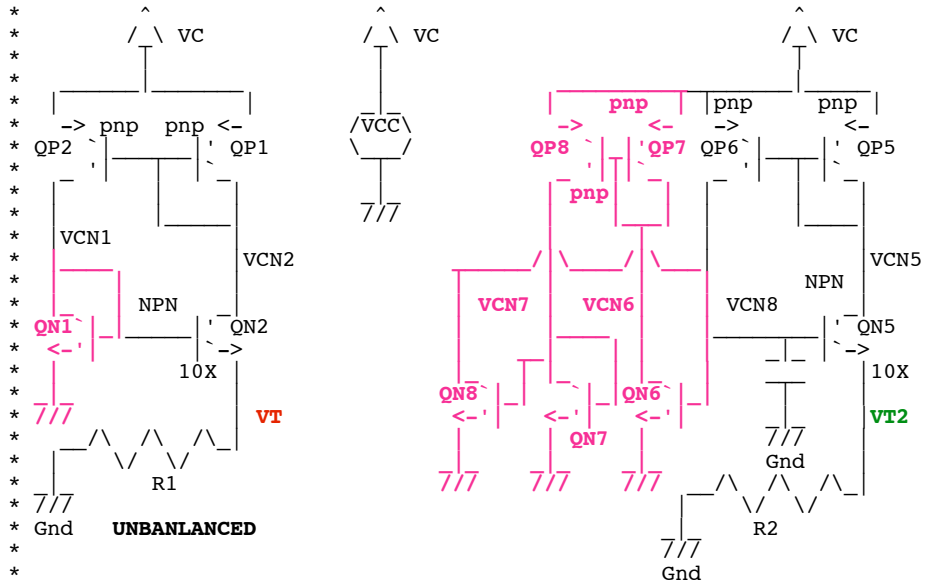 VC VC VC
pnp pnp pnp
-> pnp pnp <- VCC -> <- -> <-
QP2 QP1 QP8 QP7 QP6 QP5
pnp
VCN1
VCN2 VCN5
NPN VCN7 VCN6 VCN8 NPN
QN1 QN2 QN5
<- -> ->
10X 10X
QN8 QN6
VT <- <- <- VT2
QN7
Gnd
R1
Gnd UNBANLANCED R2
Gnd